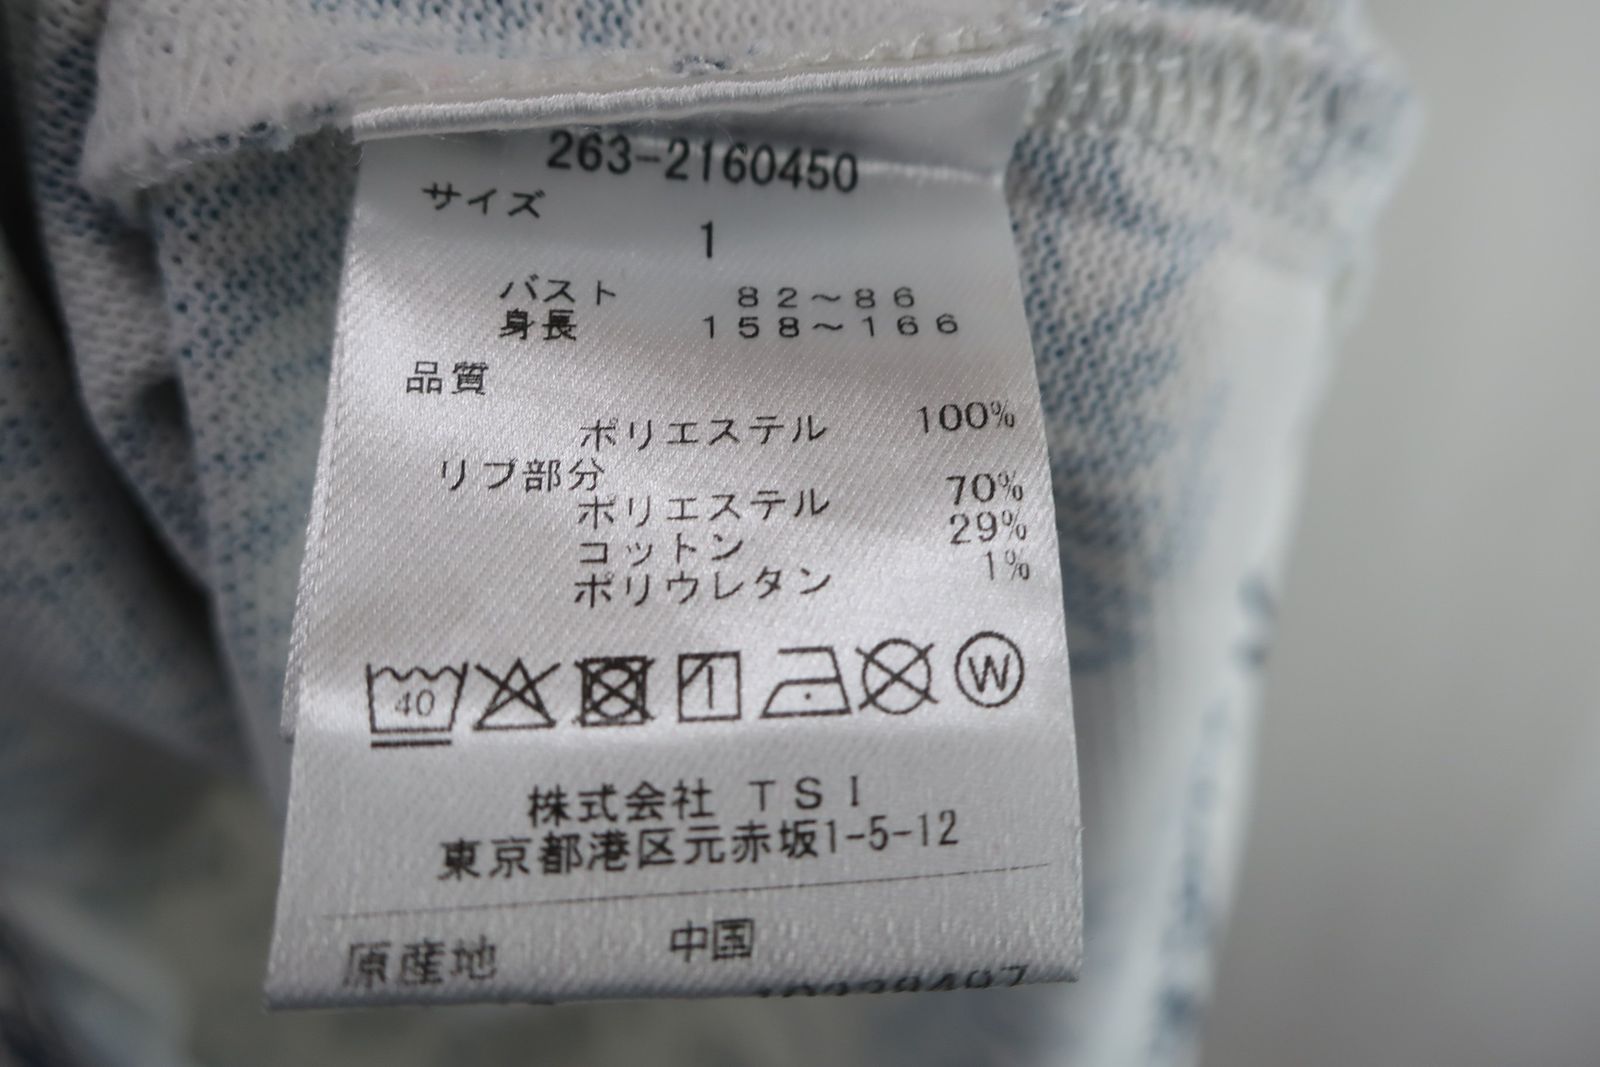 263-2160450
サイズ
1
バスト 82～86
身長 158～166
品質
ポリエステル 100%
リブ部分
ポリエステル 70%
コットン 29%
ポリウレタン 1%
40
W
株式会社 TSI
東京都港区元赤坂1-5-12
原産地 中国